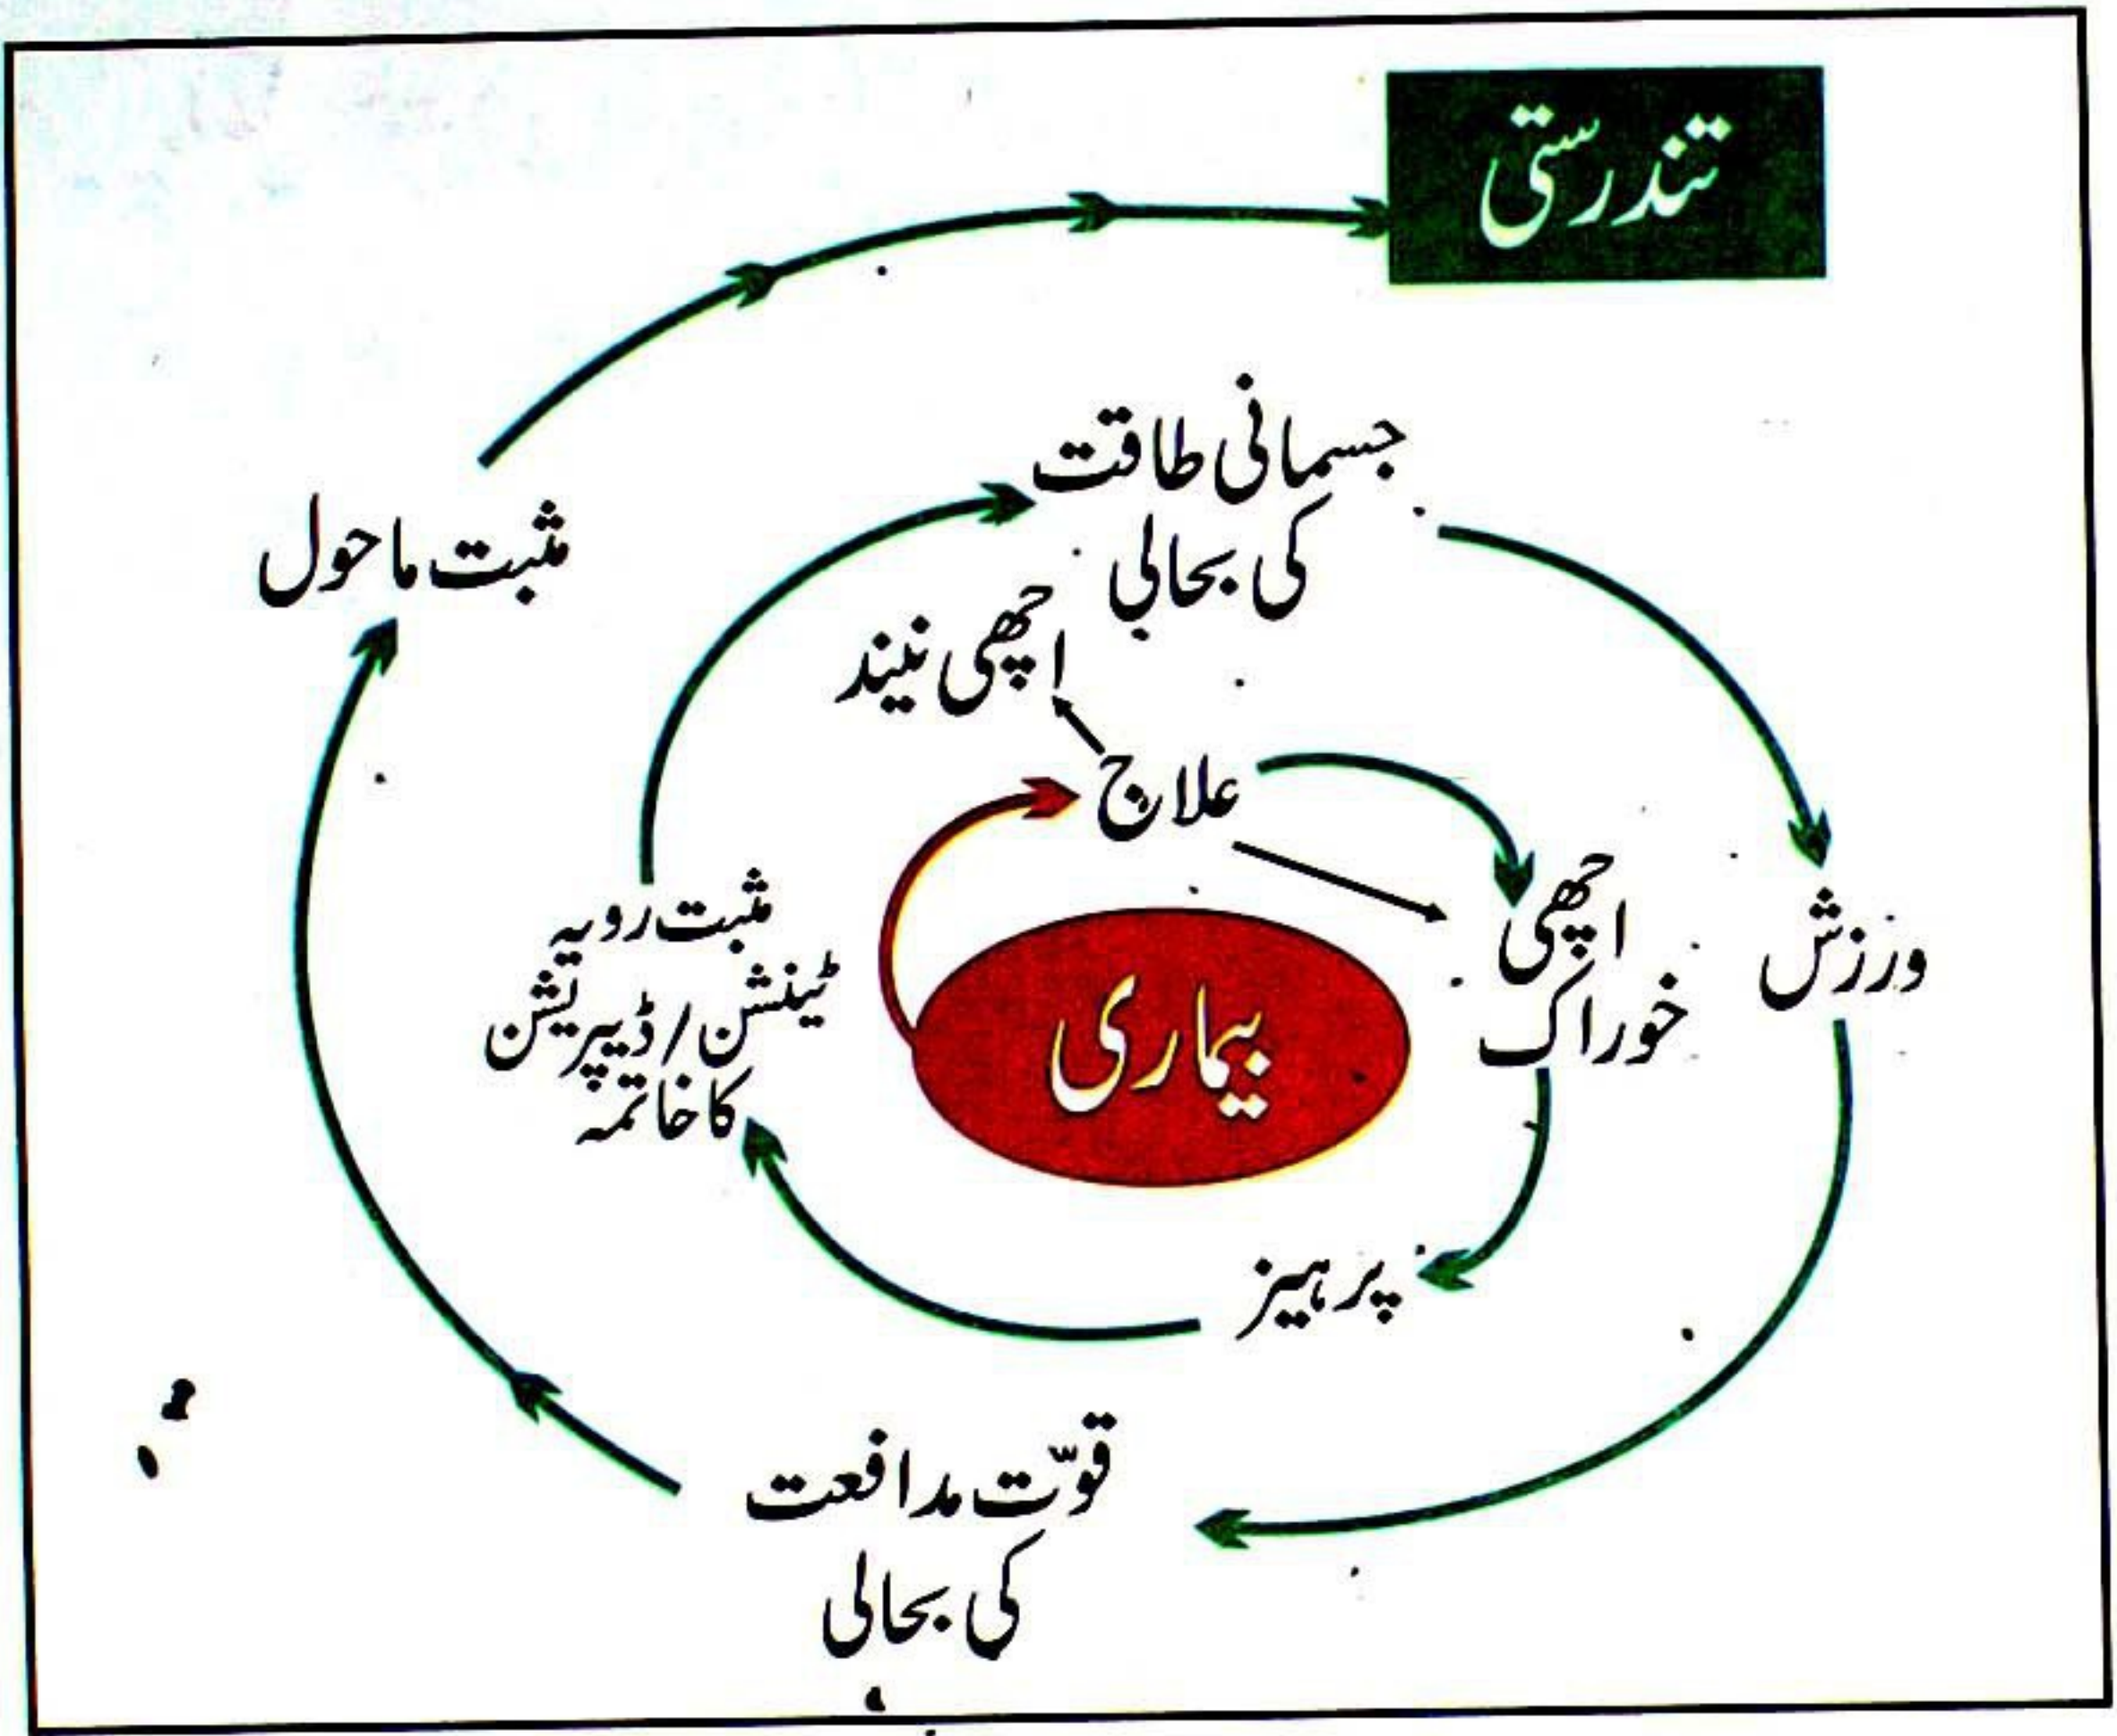 تندرستی
جسمانی طاقت
کی بحالی
مثبت ماحول
اچھی نیند
علاج
اچھی
خوراک
ورزش
مثبت رویہ
ٹینشن/ڈیپریشن
کا خاتمہ
بیماری
پرہیز
قوّت مدافعت
کی بحالی